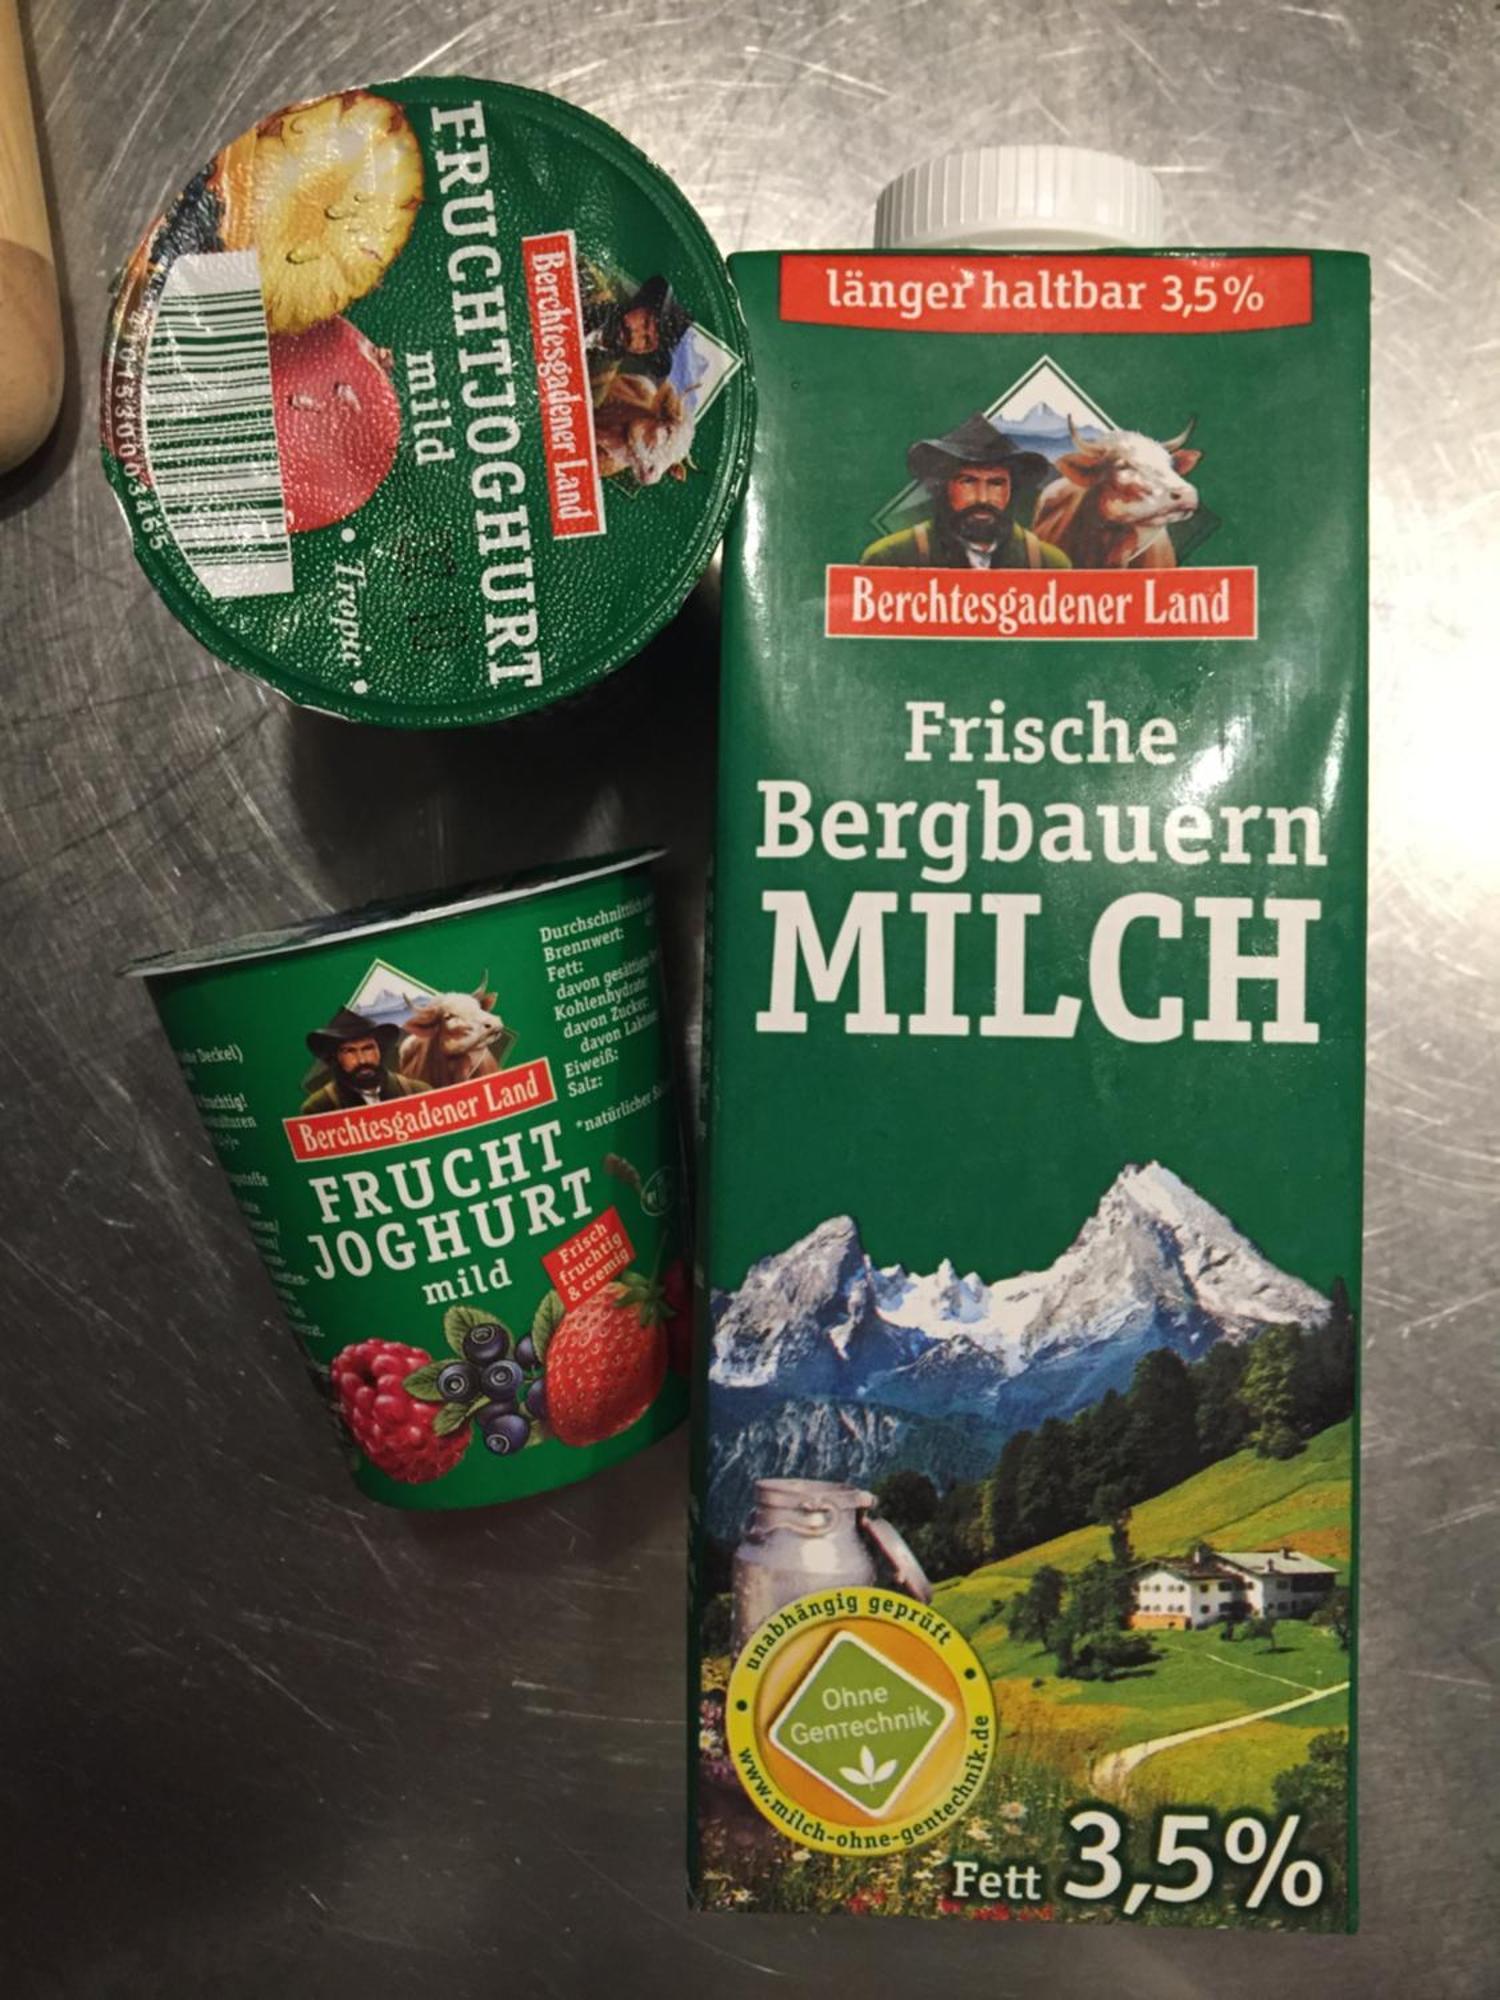 Berchtesgadener Land
FRUCHTJOGHURT
mild
• Tropic •
länger haltbar 3,5%
Berchtesgadener Land
Frische
Bergbauern
MILCH
unabhängig geprüft
Ohne
GenTechnik
www.milch-ohne-gentechnik.de
Fett 3,5%
Deckel)
Berchtesgadener Land
FRUCHT
JOGHURT
mild
Frisch
fruchtig
& cremig
Brennwert:
Fett:
davon
davon Zucker:
davon
Eiweiß:
Salz:
*natürlicher